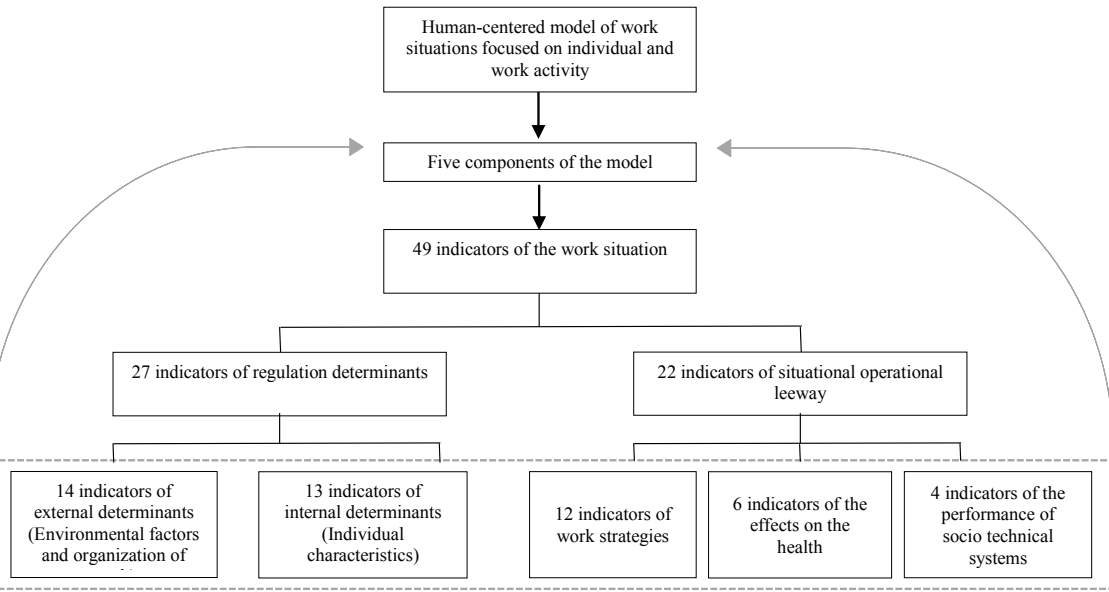 Human-centered model of work
situations focused on individual and
work activity
Five components of the model
49 indicators of the work situation
27 indicators of regulation determinants
22 indicators of situational operational
leeway
14 indicators of
external determinants
(Environmental factors
and organization of
13 indicators of
internal determinants
(Individual
characteristics)
12 indicators of
work strategies
6 indicators of the
effects on the
health
4 indicators of the
performance of
socio technical
systems